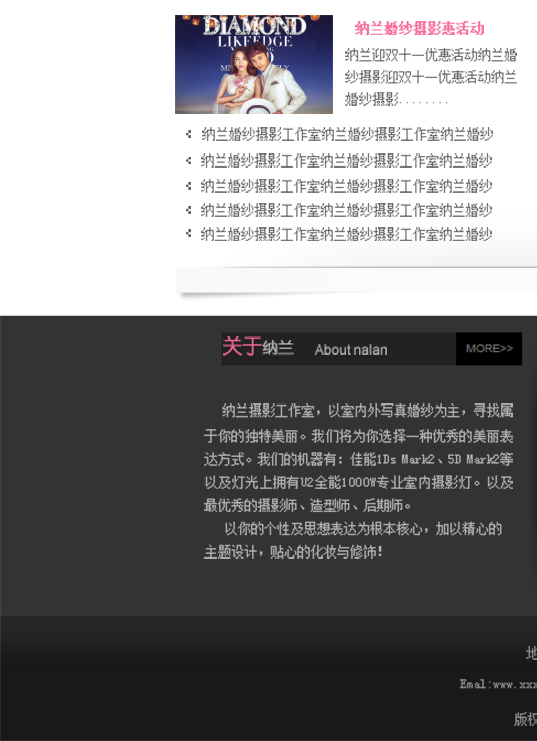 DIAMOND
LIKFEDGE
纳兰婚纱摄影惠活动
纳兰迎双十一优惠活动纳兰婚
纱摄影迎双十一优惠活动纳兰
婚纱摄影........
纳兰婚纱摄影工作室纳兰婚纱摄影工作室纳兰婚纱
纳兰婚纱摄影工作室纳兰婚纱摄影工作室纳兰婚纱
纳兰婚纱摄影工作室纳兰婚纱摄影工作室纳兰婚纱
纳兰婚纱摄影工作室纳兰婚纱摄影工作室纳兰婚纱
纳兰婚纱摄影工作室纳兰婚纱摄影工作室纳兰婚纱
关于纳兰 About nalan MORE>>
纳兰摄影工作室，以室内外写真婚纱为主，寻找属
于你的独特美丽。我们将为你选择一种优秀的美丽表
达方式。我们的机器有：佳能1Ds Mark2、5D Mark2等
以及灯光上拥有U2全能1000W专业室内摄影灯。以及
最优秀的摄影师、造型师、后期师。
以你的个性及思想表达为根本核心，加以精心的
主题设计，贴心的化妆与修饰！
地
Emal:www.xxx
版权